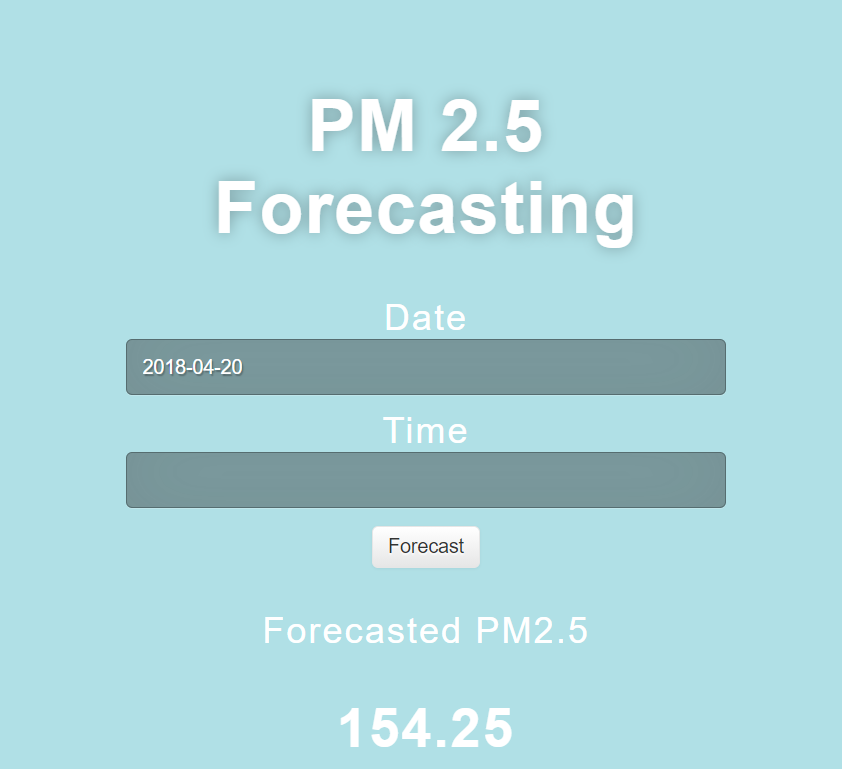 PM 2.5
Forecasting
Date
2018-04-20
Time
Forecast
Forecasted PM2.5
154.25